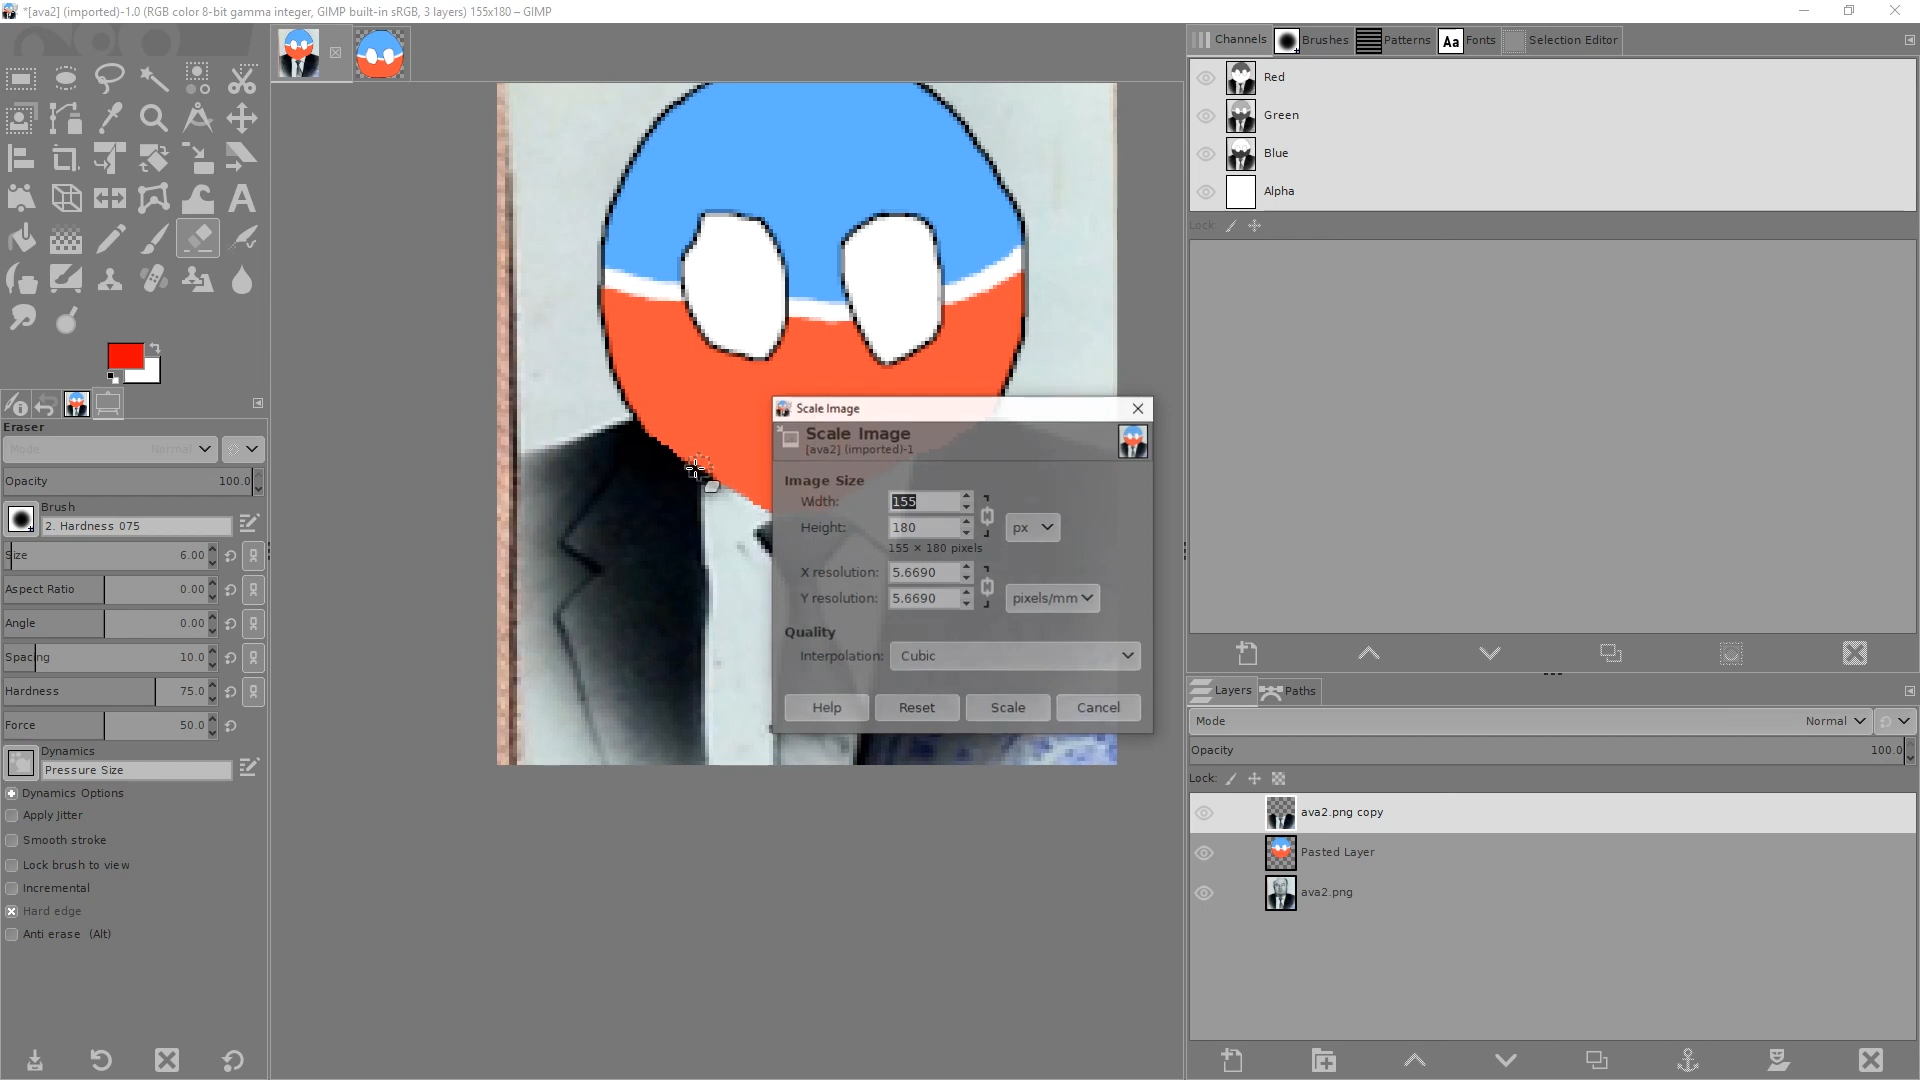 *[ava2] (imported)-1.0 (RGB color 8-bit gamma integer, GIMP built-in sRGB, 3 layers) 155x180 – GIMP
Channels
Brushes
Patterns
Aa Fonts
Selection Editor
Red
Green
Blue
Alpha
Lock:
Eraser
Mode Normal
Opacity 100.0
Brush
2. Hardness 075
Size 6.00
Aspect Ratio 0.00
Angle 0.00
Spacing 10.0
Hardness 75.0
Force 50.0
Dynamics
Pressure Size
Dynamics Options
Apply Jitter
Smooth stroke
Lock brush to view
Incremental
Hard edge
Anti erase (Alt)
Scale Image
Scale Image
[ava2] (imported)-1
Image Size
Width: 155
Height: 180 px
155 × 180 pixels
X resolution: 5.6690
Y resolution: 5.6690 pixels/mm
Quality
Interpolation: Cubic
Help Reset Scale Cancel
Layers
Paths
Mode Normal
Opacity 100.0
Lock:
ava2.png copy
Pasted Layer
ava2.png